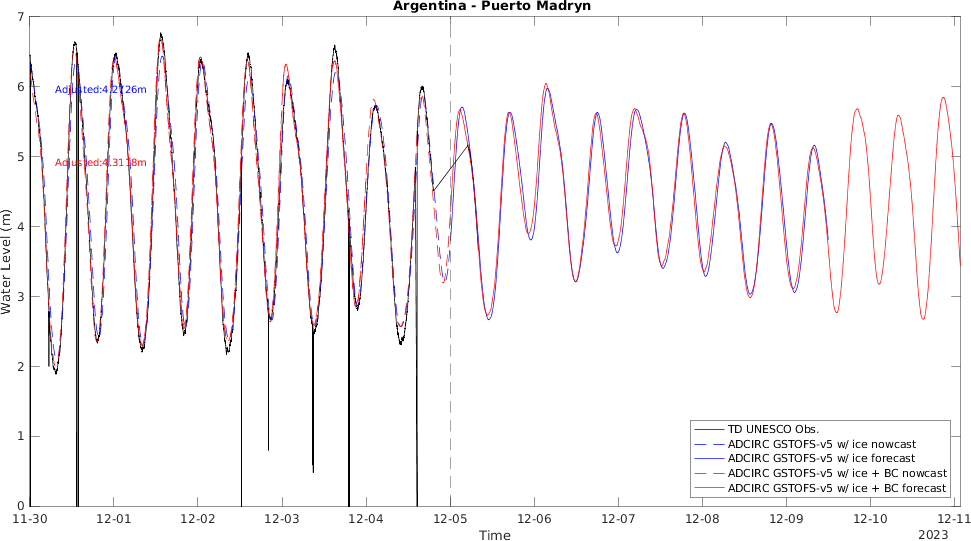 Argentina - Puerto Madryn
7
6
5
4
3
2
1
0
Water Level (m)
Adjusted:4.2726m
Adjusted:4.3118m
TD UNESCO Obs.
ADCIRC GSTOFS-v5 w/ ice nowcast
ADCIRC GSTOFS-v5 w/ ice forecast
ADCIRC GSTOFS-v5 w/ ice + BC nowcast
ADCIRC GSTOFS-v5 w/ ice + BC forecast
11-30 12-01 12-02 12-03 12-04 12-05 12-06 12-07 12-08 12-09 12-10 12-11
Time
2023